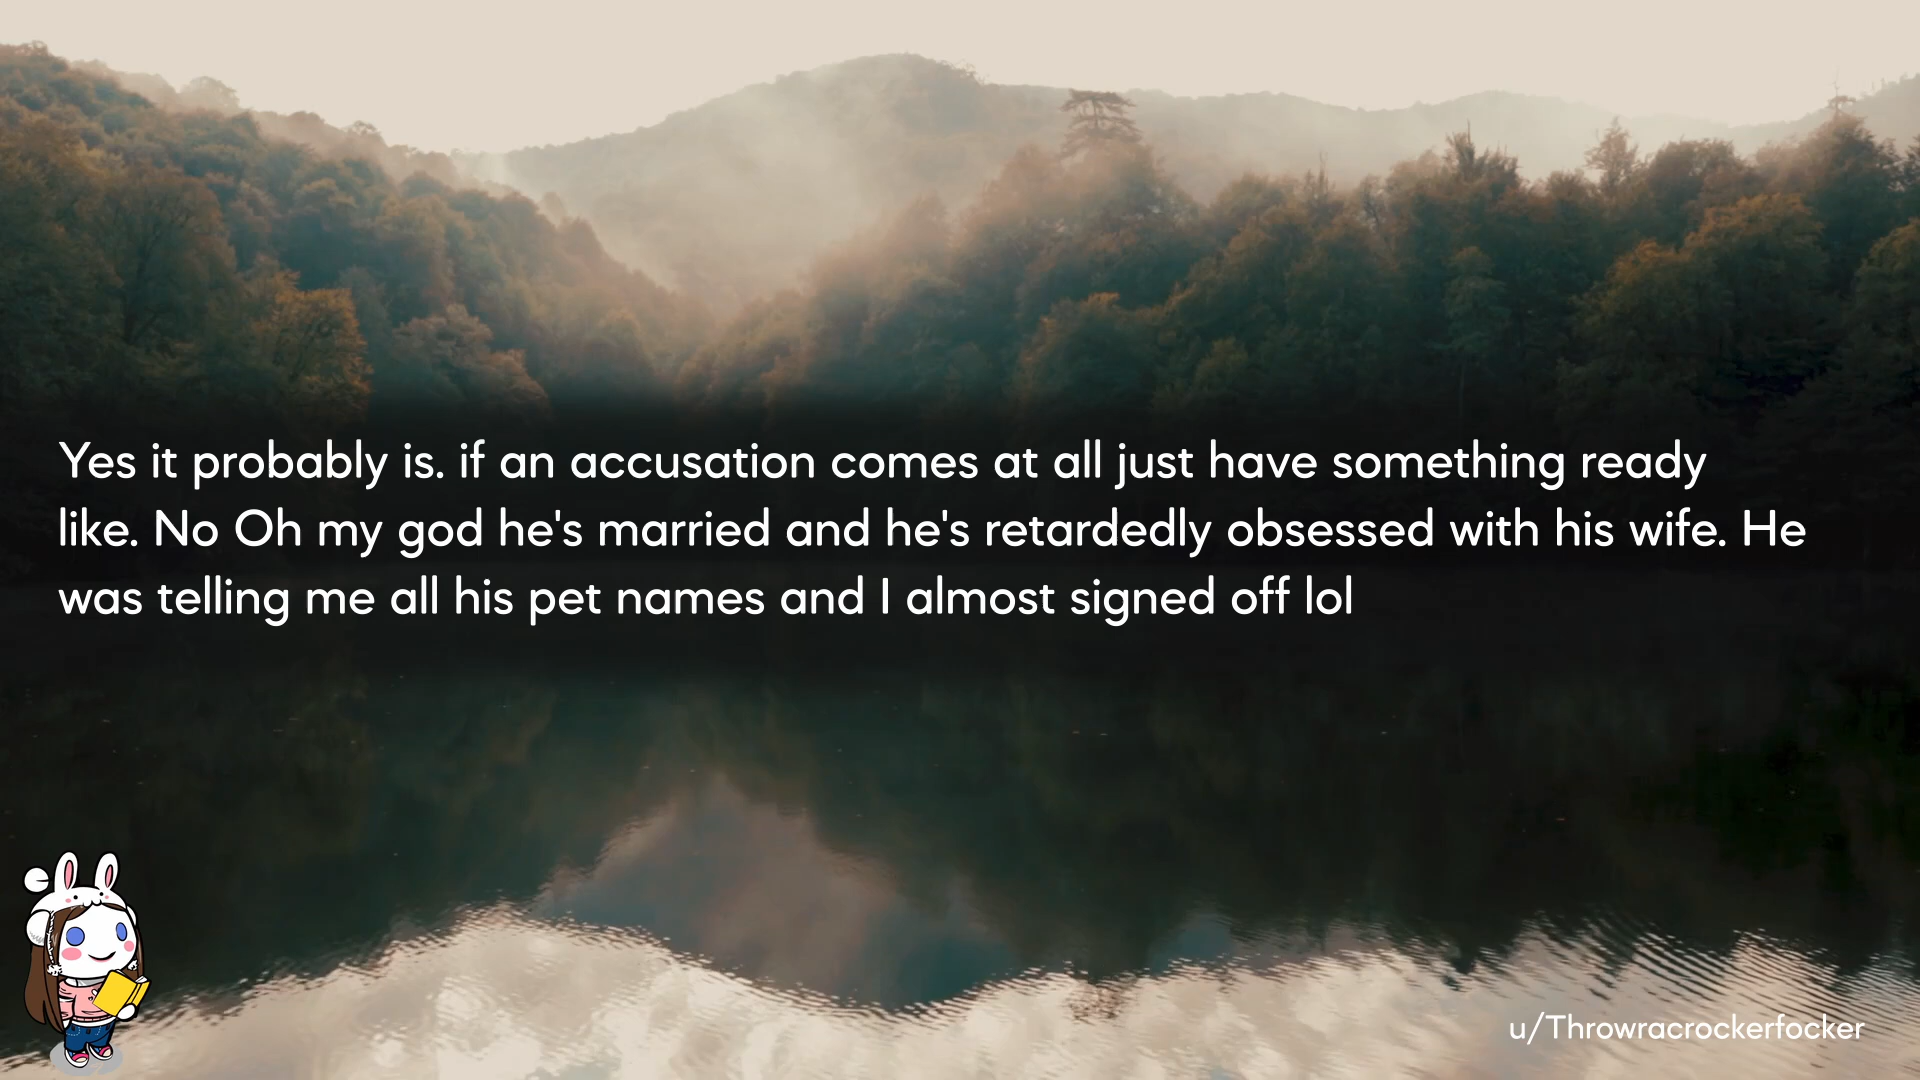 Yes it probably is. if an accusation comes at all just have something ready
like. No Oh my god he's married and he's retardedly obsessed with his wife. He
was telling me all his pet names and I almost signed off lol
u/Throwracrockerfocker